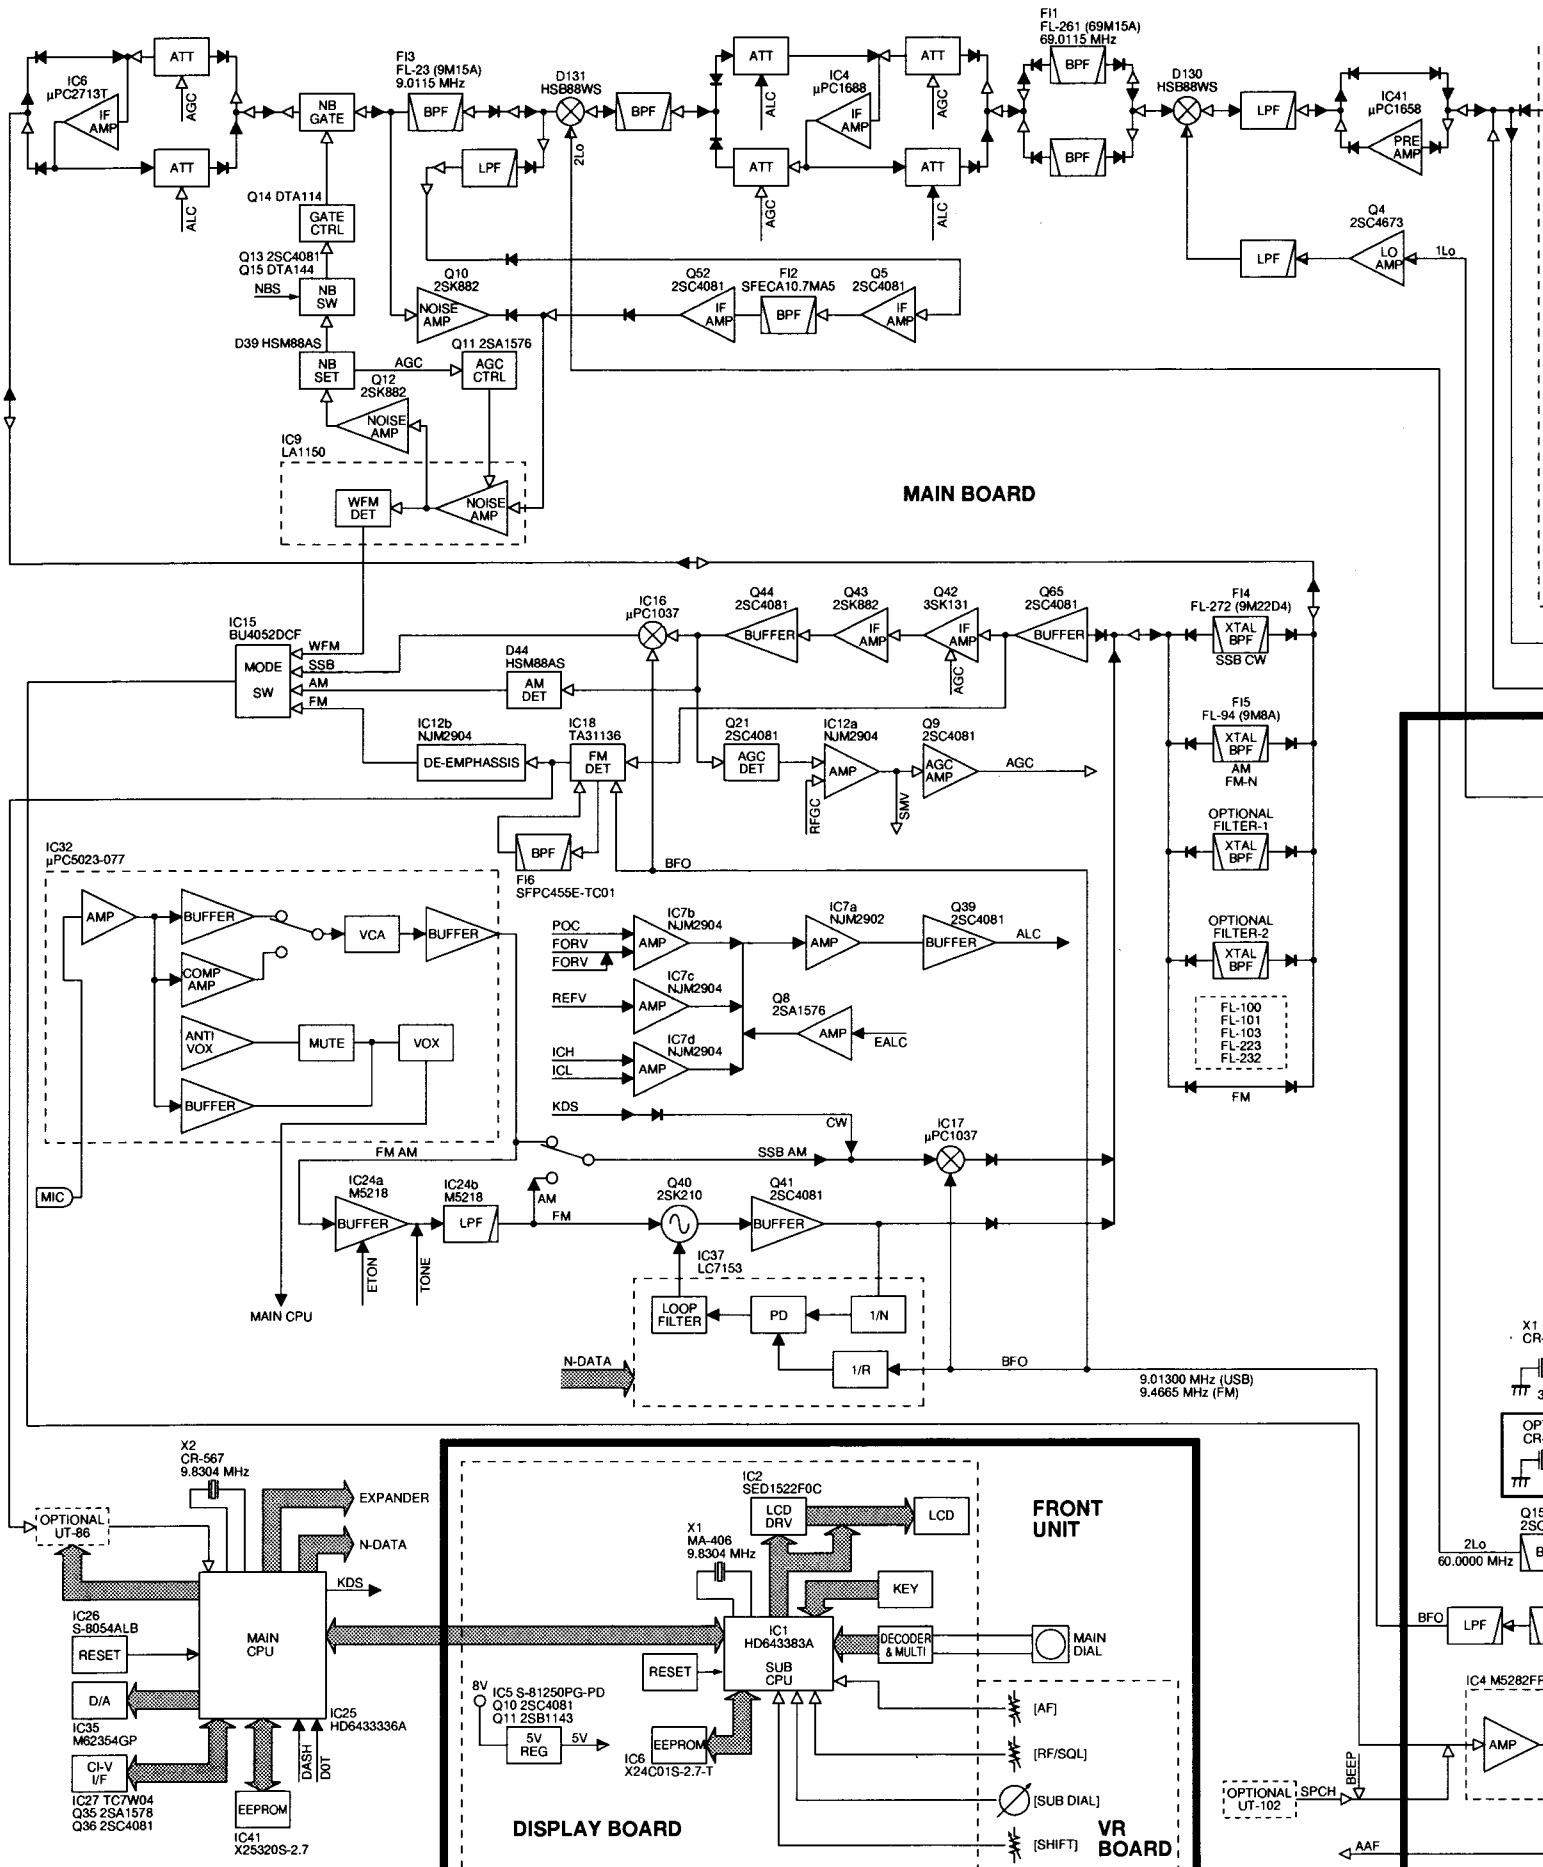 FI1
FL-261 (69M15A)
69.0115 MHz
BPF
BPF
ATT
IC6
μPC2713T
IF
AMP
AGC
ATT
ALC
NB
GATE
FI3
FL-23 (9M15A)
9.0115 MHz
BPF
D131
HSB88WS
2Lo
BPF
LPF
ATT
ALC
IC4
μPC1688
IF
AMP
ATT
AGC
ATT
AGC
ATT
ALC
D130
HSB88WS
LPF
IC41
μPC1658
PRE
AMP
Q4
2SC4673
LO
AMP
1Lo
LPF
Q14 DTA114
GATE
CTRL
Q13 2SC4081
Q15 DTA144
NBS
NB
SW
D39 HSM88AS
NB
SET
AGC
Q11 2SA1576
AGC
CTRL
Q10
2SK882
NOISE
AMP
Q52
2SC4081
IF
AMP
FI2
SFECA10.7MA5
BPF
Q5
2SC4081
IF
AMP
Q12
2SK882
NOISE
AMP
IC9
LA1150
WFM
DET
NOISE
AMP
MAIN BOARD
IC15
BU4052DCF
MODE
SW
WFM
SSB
AM
FM
IC16
μPC1037
D44
HSM88AS
AM
DET
Q44
2SC4081
BUFFER
Q43
2SK882
IF
AMP
Q42
3SK131
IF
AMP
AGC
Q65
2SC4081
BUFFER
FI4
FL-272 (9M22D4)
XTAL
BPF
SSB CW
FI5
FL-94 (9M8A)
XTAL
BPF
AM
FM-N
OPTIONAL
FILTER-1
XTAL
BPF
OPTIONAL
FILTER-2
XTAL
BPF
FL-100
FL-101
FL-103
FL-223
FL-232
FM
IC12b
NJM2904
DE-EMPHASSIS
IC18
TA31136
FM
DET
BPF
FI6
SFPC455E-TC01
BFO
Q21
2SC4081
AGC
DET
IC12a
NJM2904
AMP
RFGC
SMV
Q9
2SC4081
AGC
AMP
AGC
IC32
μPC5023-077
AMP
BUFFER
VCA
BUFFER
COMP
AMP
ANTI
VOX
MUTE
VOX
BUFFER
MIC
MAIN CPU
POC
FORV
FORV
IC7b
NJM2904
AMP
REFV
IC7c
NJM2904
AMP
ICH
ICL
IC7d
NJM2904
AMP
IC7a
NJM2902
AMP
Q39
2SC4081
BUFFER
ALC
Q8
2SA1576
AMP
EALC
KDS
CW
FM AM
SSB AM
IC17
μPC1037
IC24a
M5218
BUFFER
ETON
TONE
IC24b
M5218
LPF
AM
FM
Q40
2SK210
Q41
2SC4081
BUFFER
IC37
LC7153
LOOP
FILTER
PD
1/N
1/R
N-DATA
BFO
9.01300 MHz (USB)
9.4665 MHz (FM)
X1
CR-
3
OP
CR-
Q15
2SC
B
2Lo
60.0000 MHz
BFO
LPF
IC4 M5282FP
AMP
X2
CR-567
9.8304 MHz
OPTIONAL
UT-86
EXPANDER
N-DATA
KDS
MAIN
CPU
IC25
HD6433336A
IC26
S-8054ALB
RESET
D/A
IC35
M62354GP
CI-V
I/F
IC27 TC7W04
Q35 2SA1578
Q36 2SC4081
DASH
DOT
EEPROM
IC41
X25320S-2.7
IC2
SED1522F0C
LCD
DRV
LCD
FRONT
UNIT
X1
MA-406
9.8304 MHz
KEY
IC1
HD643383A
SUB
CPU
DECODER
& MULTI
MAIN
DIAL
RESET
8V
IC5 S-81250PG-PD
Q10 2SC4081
Q11 2SB1143
5V
REG
5V
EEPROM
IC6
X24C01S-2.7-T
[AF]
[RF/SQL]
[SUB DIAL]
[SHIFT]
DISPLAY BOARD
VR
BOARD
OPTIONAL
UT-102
SPCH
BEEP
AAF